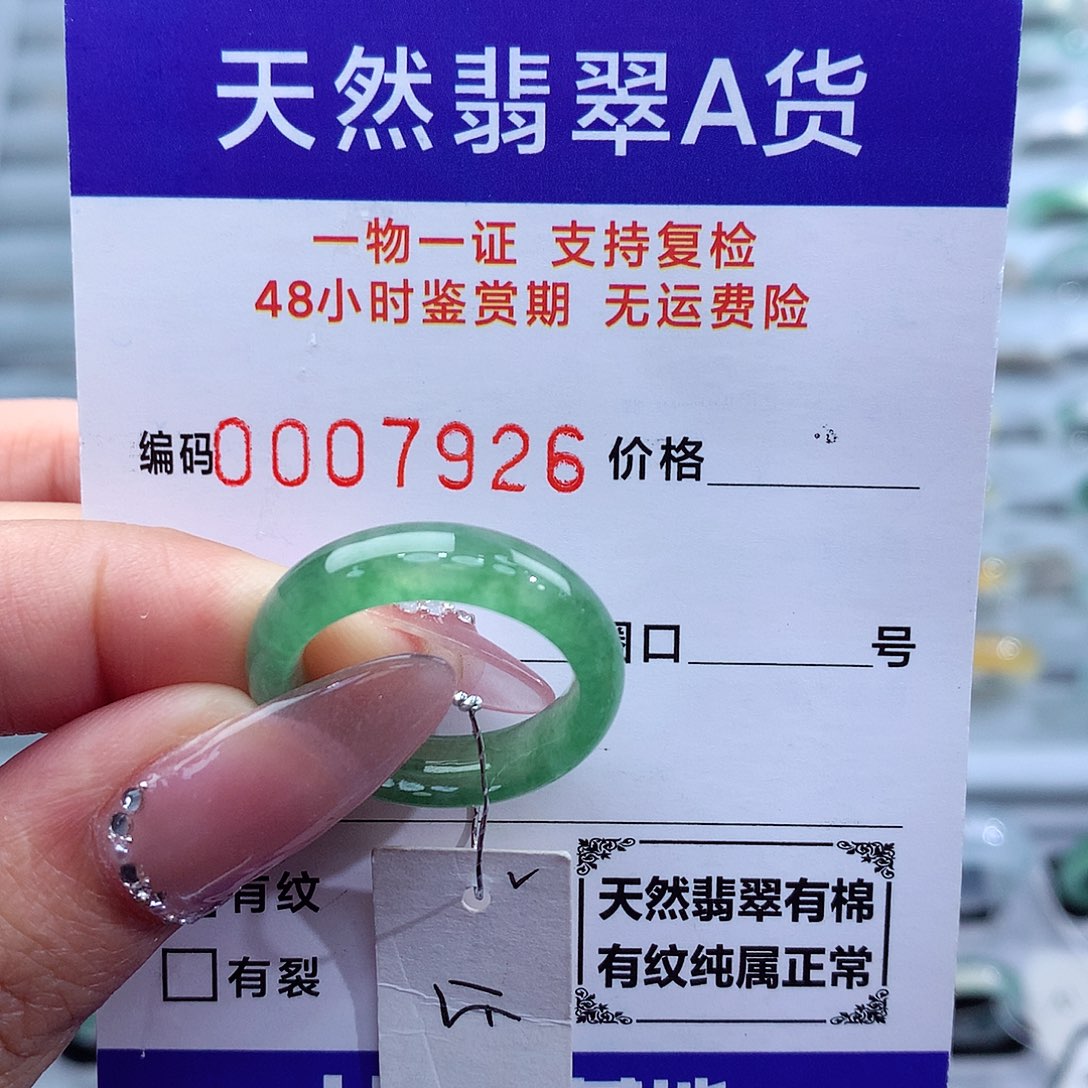 天然翡翠A货
一物一证 支持复检
48小时鉴赏期 无运费险
编码0007926 价格
圈口 号
有纹
有裂
天然翡翠有棉
有纹纯属正常